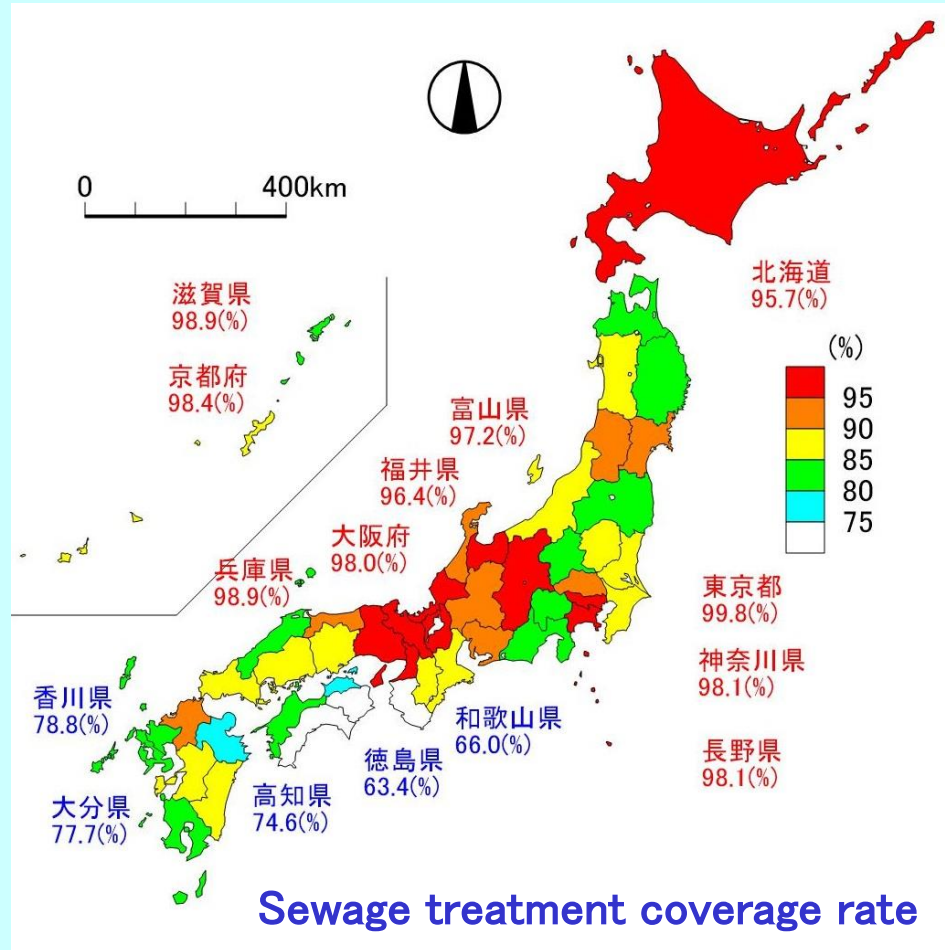 0 400km
滋賀県
98.9(%)
京都府
98.4(%)
北海道
95.7(%)
(%)
95
90
85
80
75
富山県
97.2(%)
福井県
96.4(%)
大阪府
98.0(%)
兵庫県
98.9(%)
東京都
99.8(%)
神奈川県
98.1(%)
長野県
98.1(%)
香川県
78.8(%)
大分県
77.7(%)
高知県
74.6(%)
徳島県
63.4(%)
和歌山県
66.0(%)
Sewage treatment coverage rate